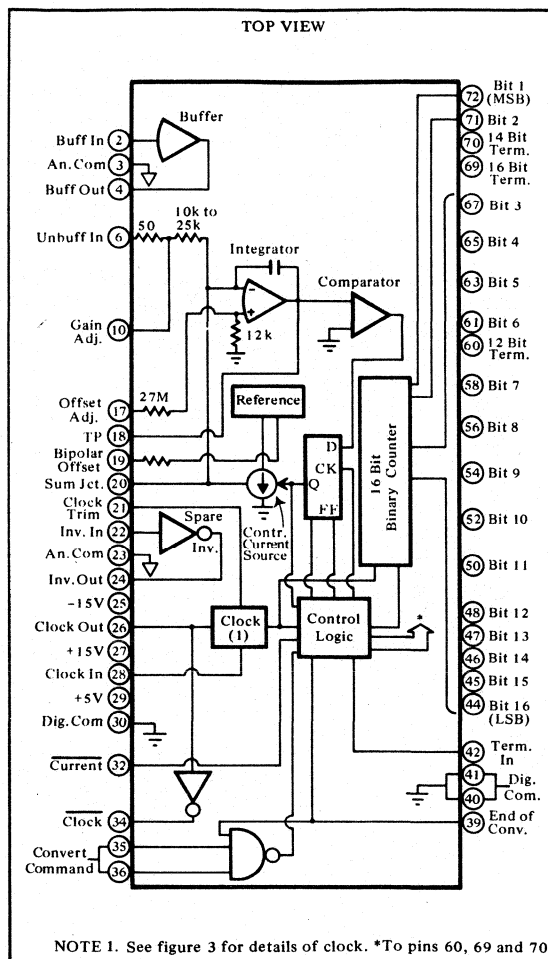 TOP VIEW
Buff In 2
An. Com 3
Buff Out 4
Buffer
Unbuff In 6
50
10k to
25k
Gain
Adj. 10
Integrator
-
+
12k
Comparator
Offset
Adj. 17
27M
TP 18
Bipolar
Offset 19
Sum Jct. 20
Reference
Contr.
Current
Source
D
CK
Q
FF
16 Bit
Binary Counter
Clock
Trim 21
Inv. In 22
An.Com 23
Inv. Out 24
Spare
Inv.
-15V 25
Clock Out 26
+15V 27
Clock In 28
+5V 29
Dig.Com 30
Clock
(1)
Control
Logic
*
Current 32
Clock 34
Convert
Command
35
36
72 Bit 1
(MSB)
71 Bit 2
70 14 Bit
Term.
69 16 Bit
Term.
67 Bit 3
65 Bit 4
63 Bit 5
61 Bit 6
60 12 Bit
Term.
58 Bit 7
56 Bit 8
54 Bit 9
52 Bit 10
50 Bit 11
48 Bit 12
47 Bit 13
46 Bit 14
45 Bit 15
44 Bit 16
(LSB)
42 Term.
In
41
40
Dig.
Com.
39 End of
Conv.
NOTE 1. See figure 3 for details of clock. *To pins 60, 69 and 70